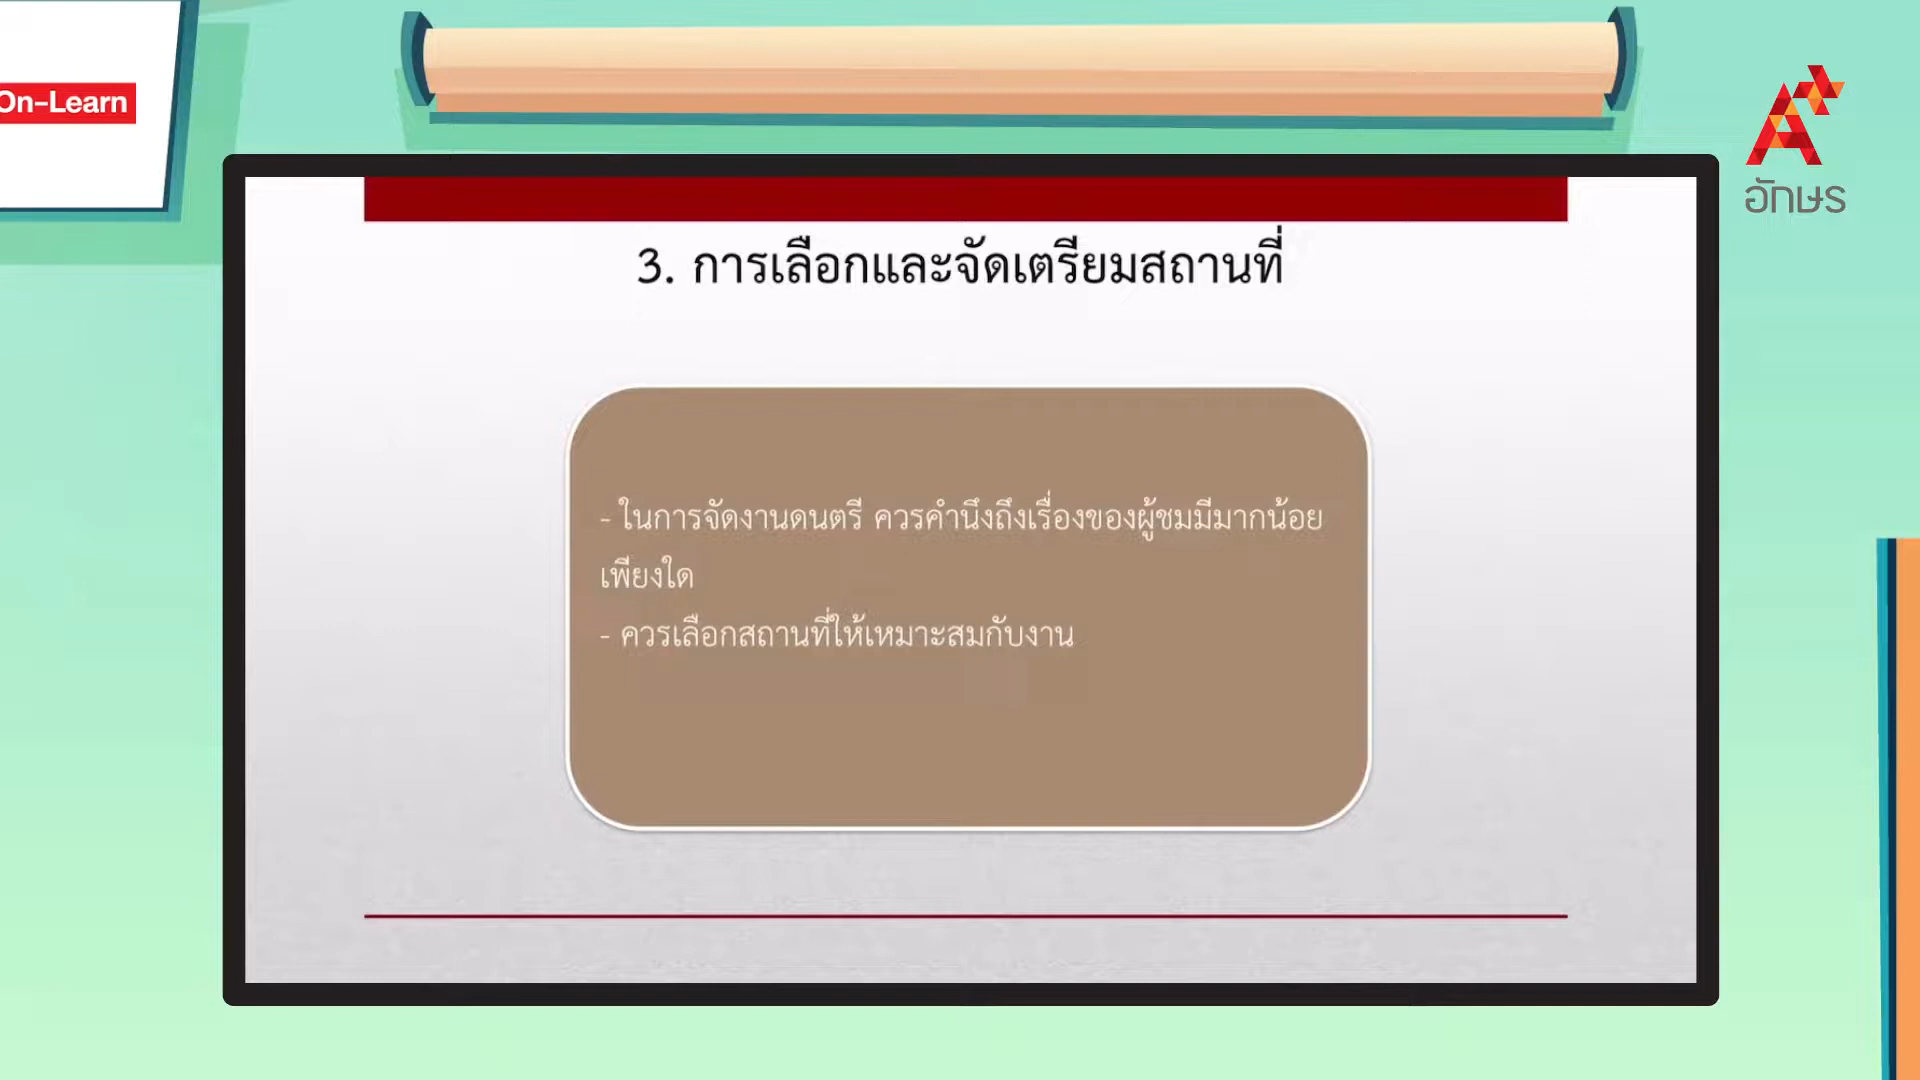 On-Learn
อักษร
3. การเลือกและจัดเตรียมสถานที่
- ในการจัดงานดนตรี ควรคำนึงถึงเรื่องของผู้ชมมีมากน้อย
เพียงใด
- ควรเลือกสถานที่ให้เหมาะสมกับงาน